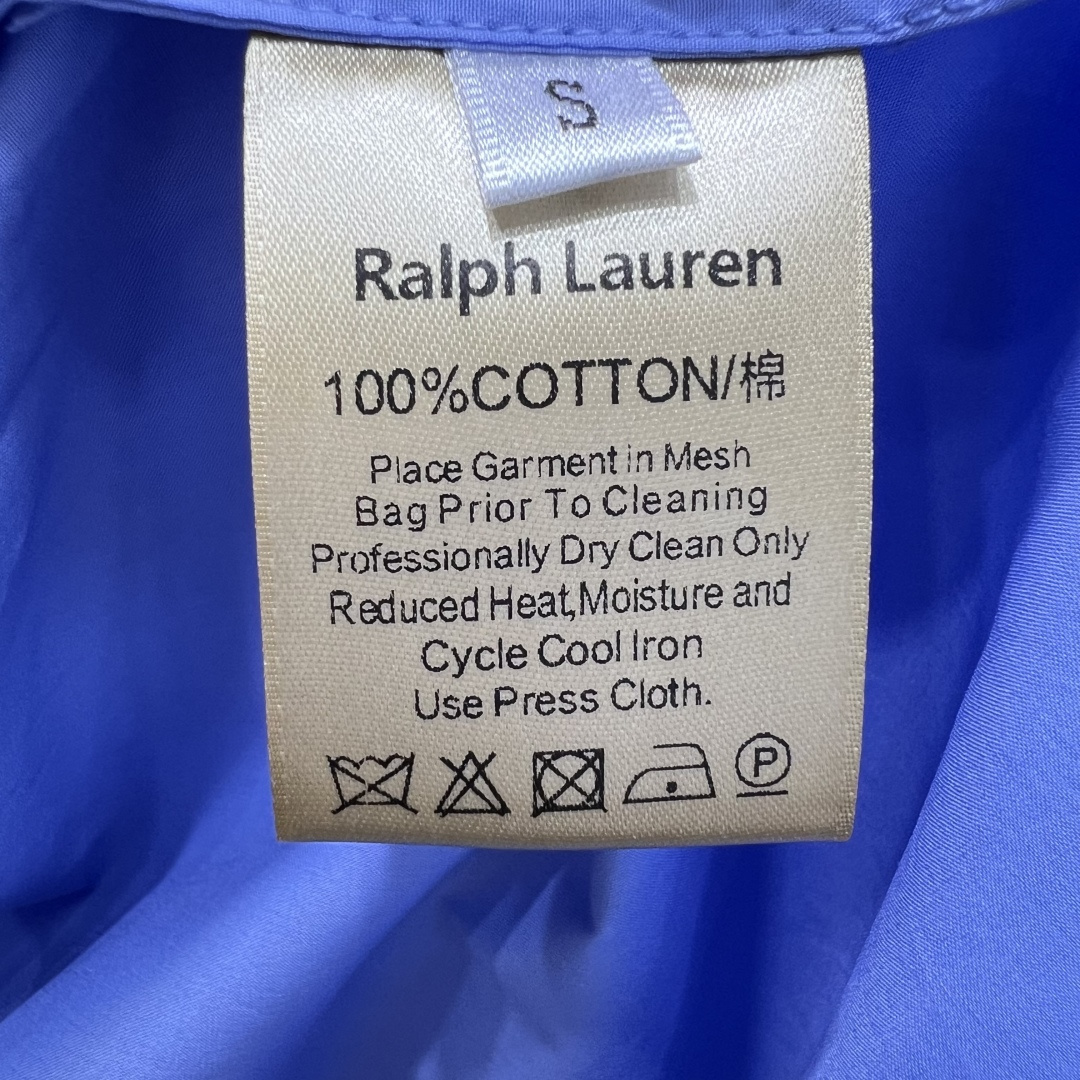 S
Ralph Lauren
100%COTTON/棉
Place Garment in Mesh
Bag Prior To Cleaning
Professionally Dry Clean Only
Reduced Heat,Moisture and
Cycle Cool Iron
Use Press Cloth.
P